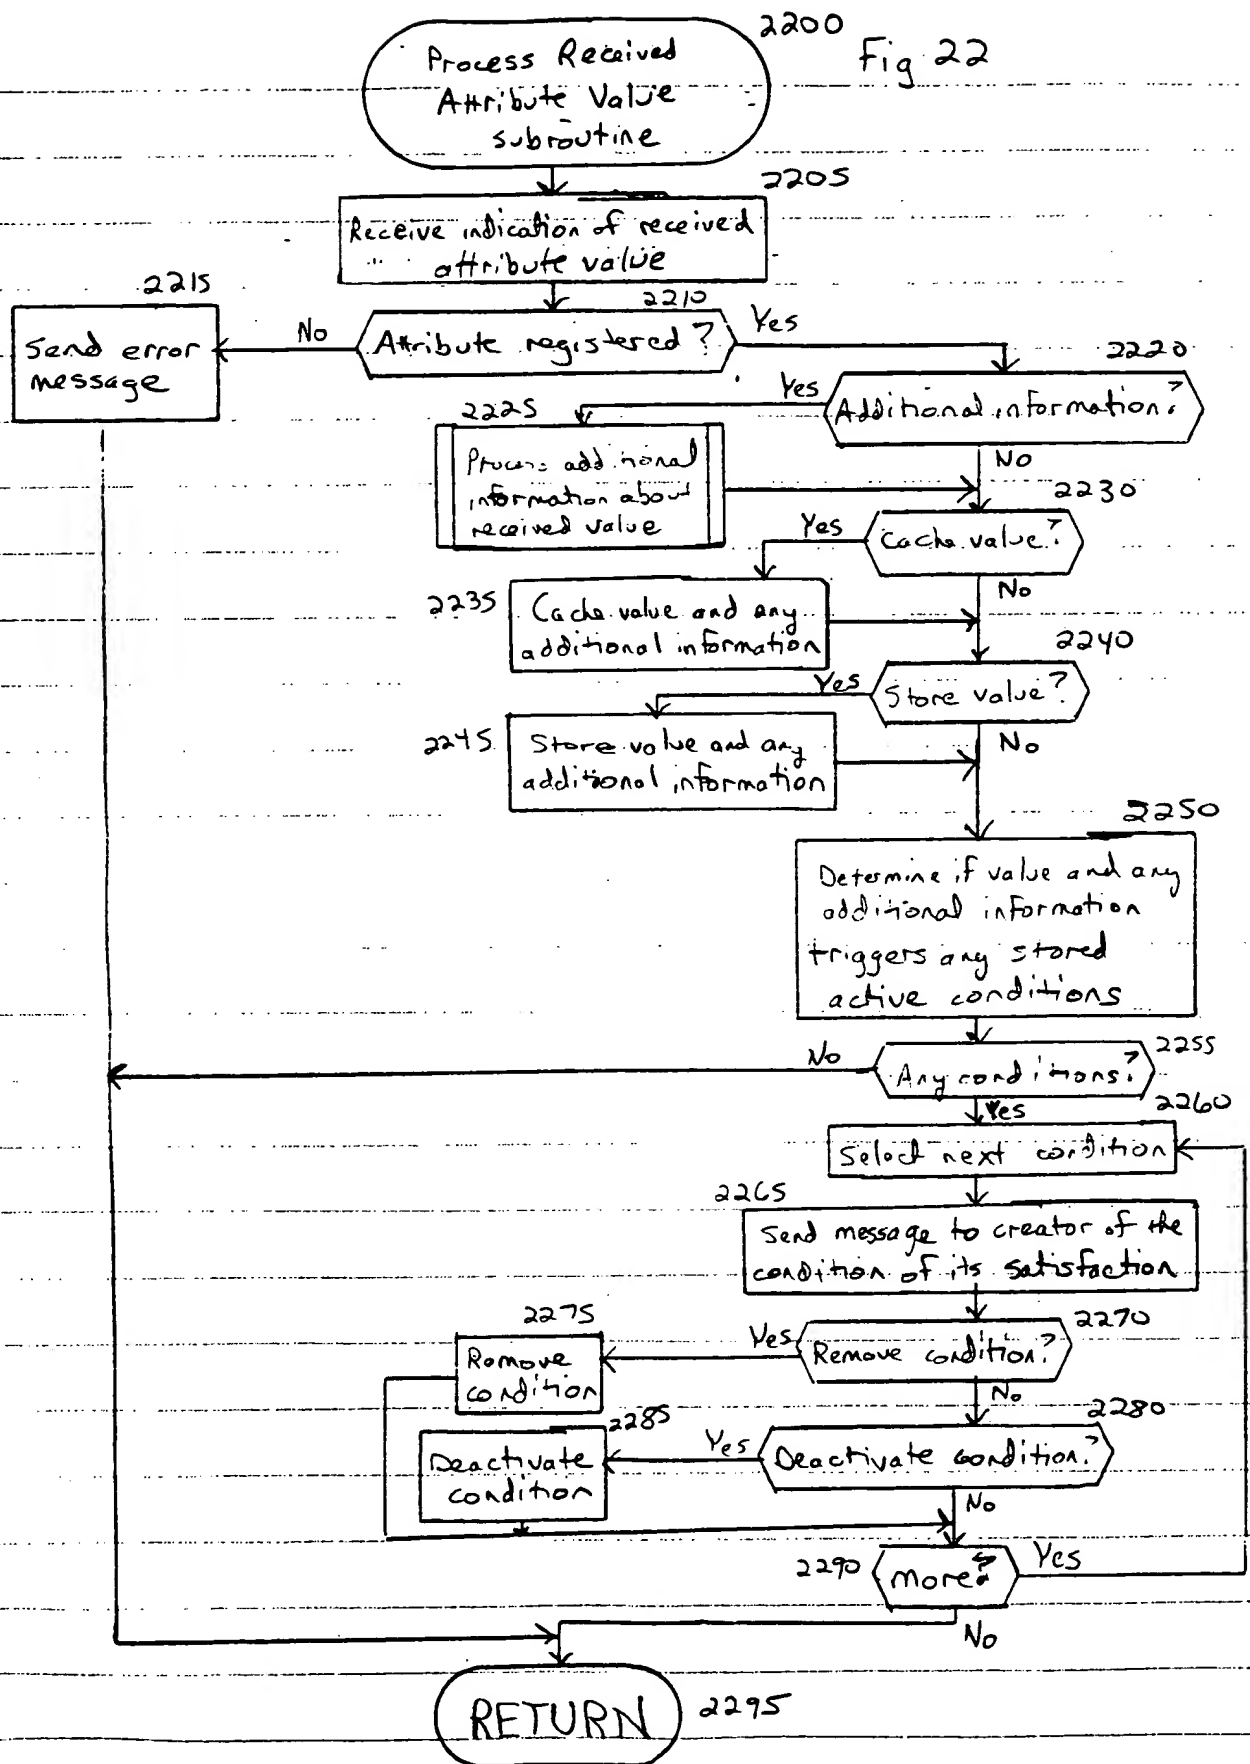 2200
Fig 22
Process Received
Attribute Value
subroutine
2205
Receive indication of received
attribute value
2215
2210
Send error
message
No
Attribute registered?
Yes
2220
Yes
Additional information?
2225
Process additional
information about
received value
No
2230
Yes
Cache value?
2235
Cache value and any
additional information
No
2240
Yes
Store value?
2245
Store value and any
additional information
No
2250
Determine if value and any
additional information
triggers any stored
active conditions
No
Any conditions?
2255
Yes
2260
Select next condition
2265
Send message to creator of the
condition of its satisfaction
2275
2270
Yes
Remove condition?
Romove
condition
No
2280
2285
Yes
Deactivate condition?
Deactivate
condition
No
2290
More?
Yes
No
RETURN
2295